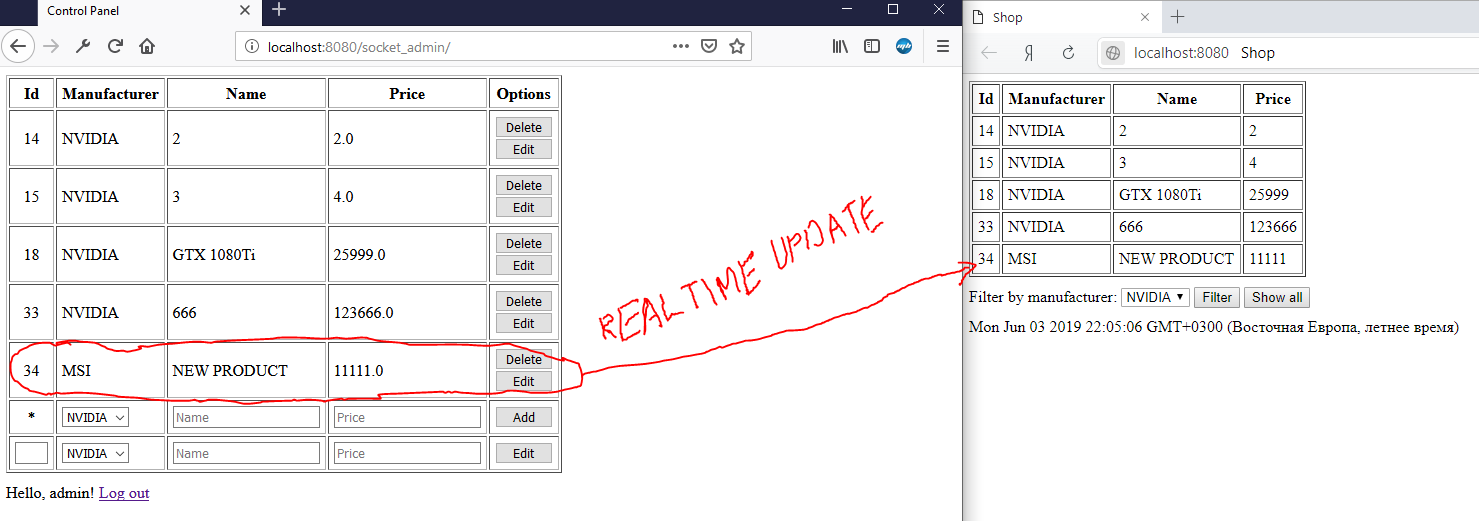 Control Panel
localhost:8080/socket_admin/
Id Manufacturer Name Price Options
14 NVIDIA 2 2.0 Delete Edit
15 NVIDIA 3 4.0 Delete Edit
18 NVIDIA GTX 1080Ti 25999.0 Delete Edit
33 NVIDIA 666 123666.0 Delete Edit
34 MSI NEW PRODUCT 11111.0 Delete Edit
* NVIDIA Name Price Add
NVIDIA Name Price Edit
Hello, admin! Log out
REAL TIME UPDATE
Shop
Я localhost:8080 Shop
Id Manufacturer Name Price
14 NVIDIA 2 2
15 NVIDIA 3 4
18 NVIDIA GTX 1080Ti 25999
33 NVIDIA 666 123666
34 MSI NEW PRODUCT 11111
Filter by manufacturer: NVIDIA Filter Show all
Mon Jun 03 2019 22:05:06 GMT+0300 (Восточная Европа, летнее время)